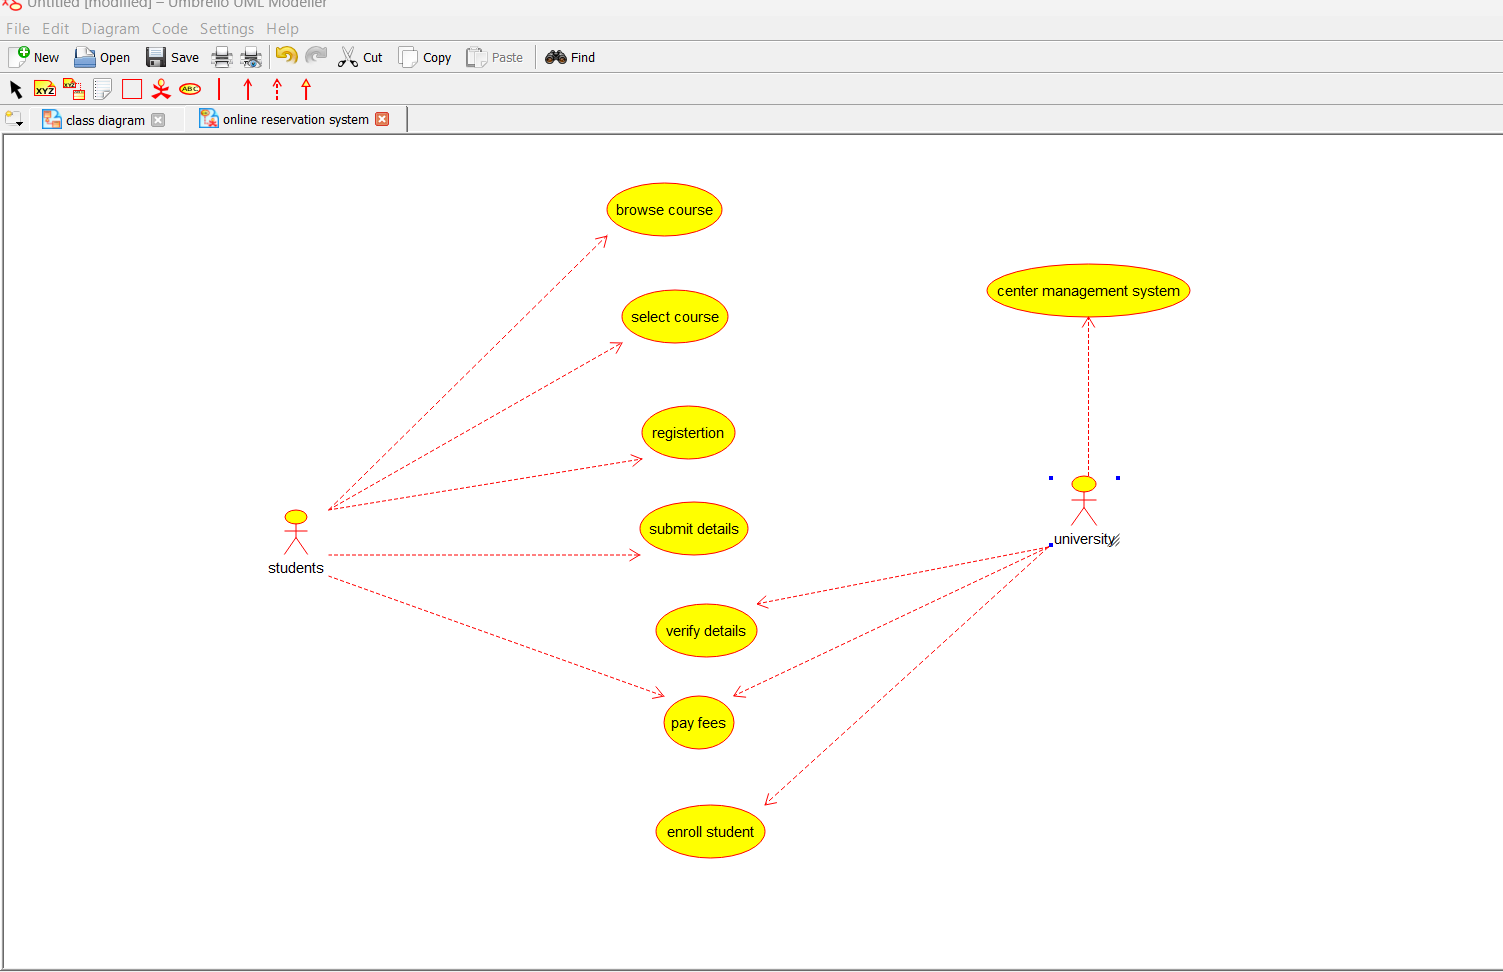 Untitled [modified] – Umbrello UML Modeller
File Edit Diagram Code Settings Help
New Open Save Cut Copy Paste Find
XYZ XYZ ABC
class diagram online reservation system
browse course
center management system
select course
registertion
submit details
university
students
verify details
pay fees
enroll student